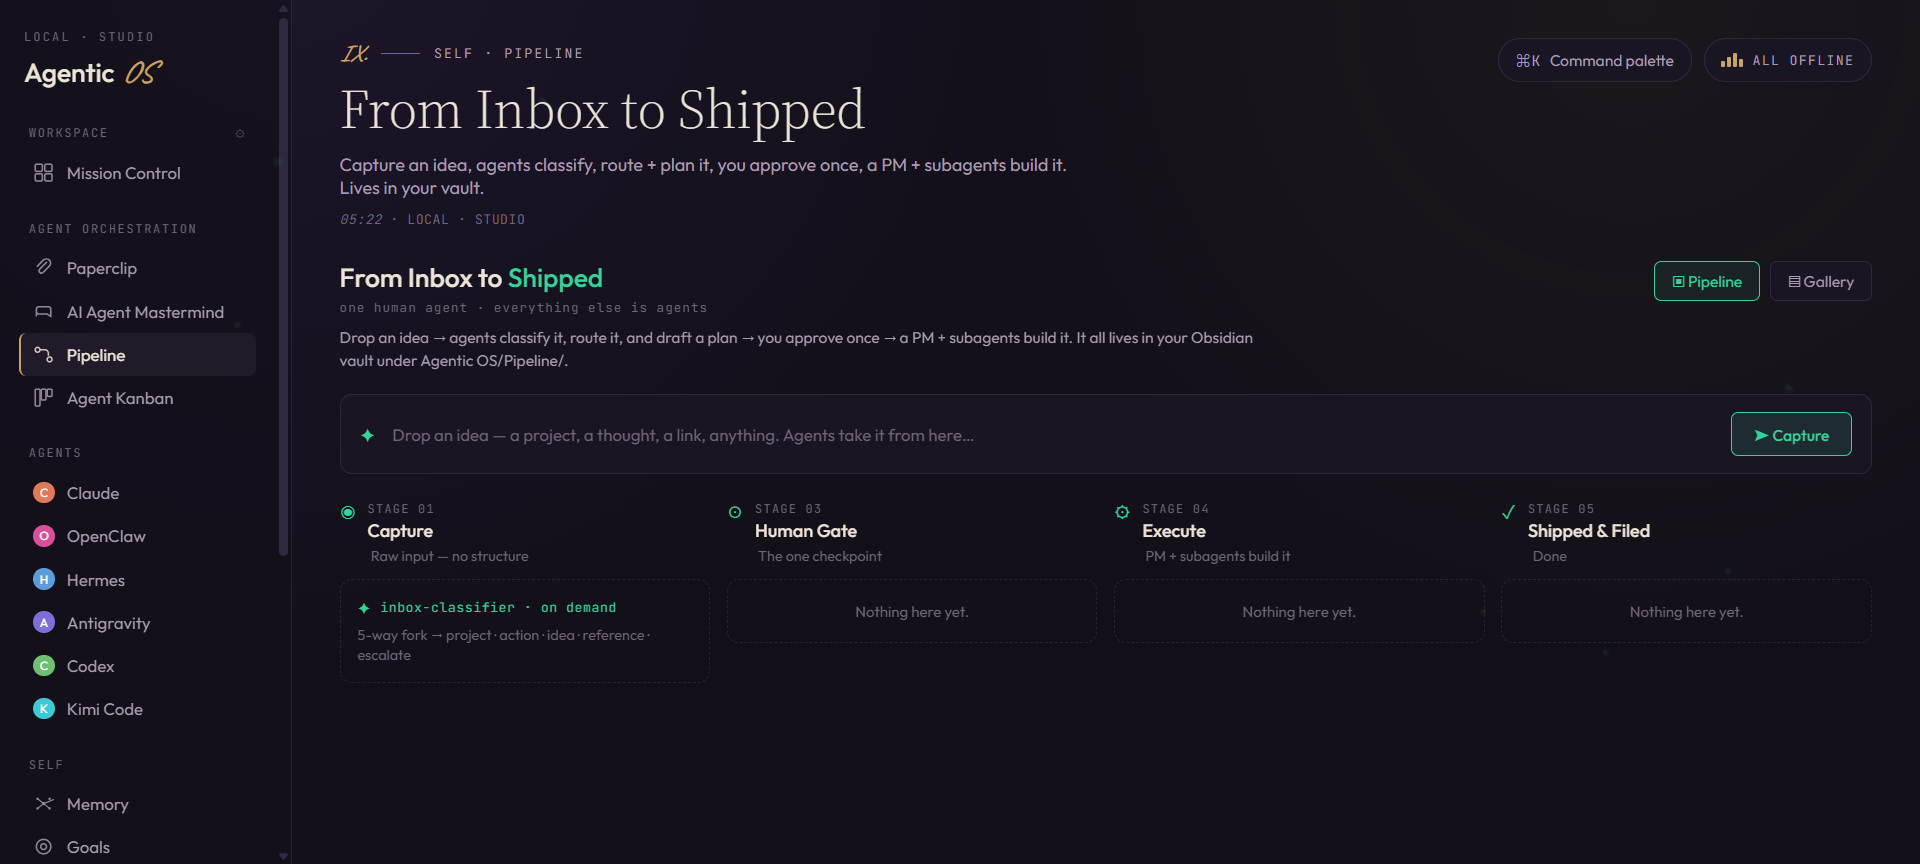 LOCAL · STUDIO
Agentic OS
WORKSPACE
Mission Control
AGENT ORCHESTRATION
Paperclip
AI Agent Mastermind
Pipeline
Agent Kanban
AGENTS
C Claude
O OpenClaw
H Hermes
A Antigravity
C Codex
K Kimi Code
SELF
Memory
Goals
IX. SELF · PIPELINE
⌘K Command palette
ALL OFFLINE
From Inbox to Shipped
Capture an idea, agents classify, route + plan it, you approve once, a PM + subagents build it.
Lives in your vault.
05:22 · LOCAL · STUDIO
From Inbox to Shipped
one human agent · everything else is agents
Pipeline
Gallery
Drop an idea → agents classify it, route it, and draft a plan → you approve once → a PM + subagents build it. It all lives in your Obsidian
vault under Agentic OS/Pipeline/.
✦ Drop an idea — a project, a thought, a link, anything. Agents take it from here...
➤ Capture
STAGE 01
Capture
Raw input — no structure
✦ inbox-classifier · on demand
5-way fork → project · action · idea · reference ·
escalate
STAGE 03
Human Gate
The one checkpoint
Nothing here yet.
STAGE 04
Execute
PM + subagents build it
Nothing here yet.
✓ STAGE 05
Shipped & Filed
Done
Nothing here yet.